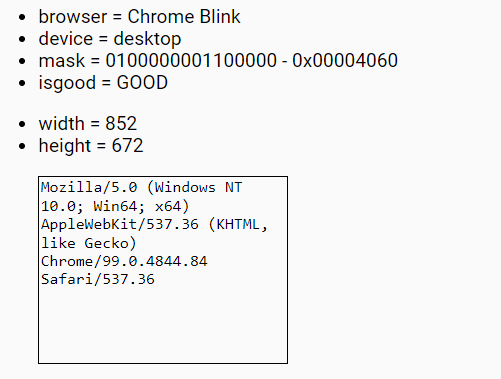 browser = Chrome Blink
device = desktop
mask = 0100000001100000 - 0x00004060
isgood = GOOD
width = 852
height = 672
Mozilla/5.0 (Windows NT
10.0; Win64; x64)
AppleWebKit/537.36 (KHTML,
like Gecko)
Chrome/99.0.4844.84
Safari/537.36